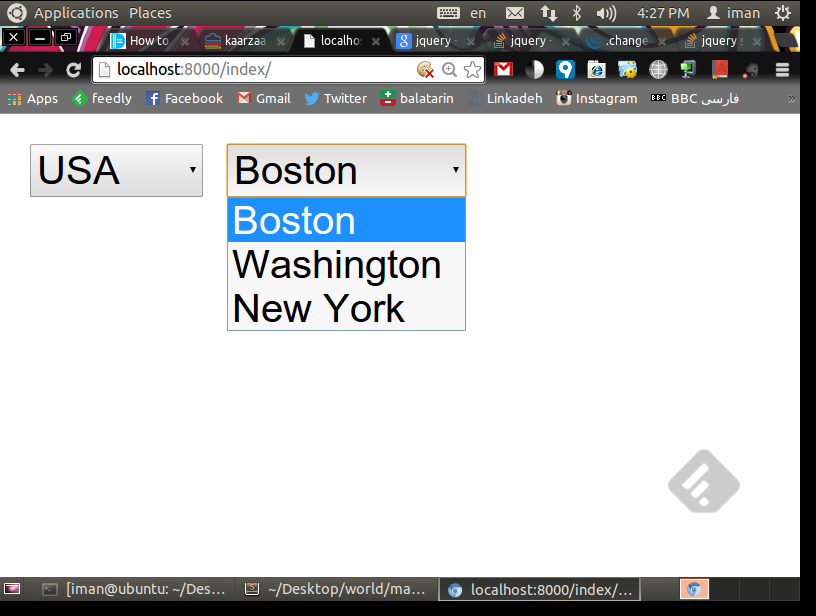 Applications Places en 4:27 PM iman
How to kaarzaa localho jquery - jquery - .change jquery s
localhost:8000/index/
Apps Feedly Facebook Gmail Twitter balatarin Linkadeh Instagram BBC BBC فارسی »
USA Boston
Boston
Washington
New York
[iman@ubuntu: ~/Des... ~/Desktop/world/ma... localhost:8000/index/...